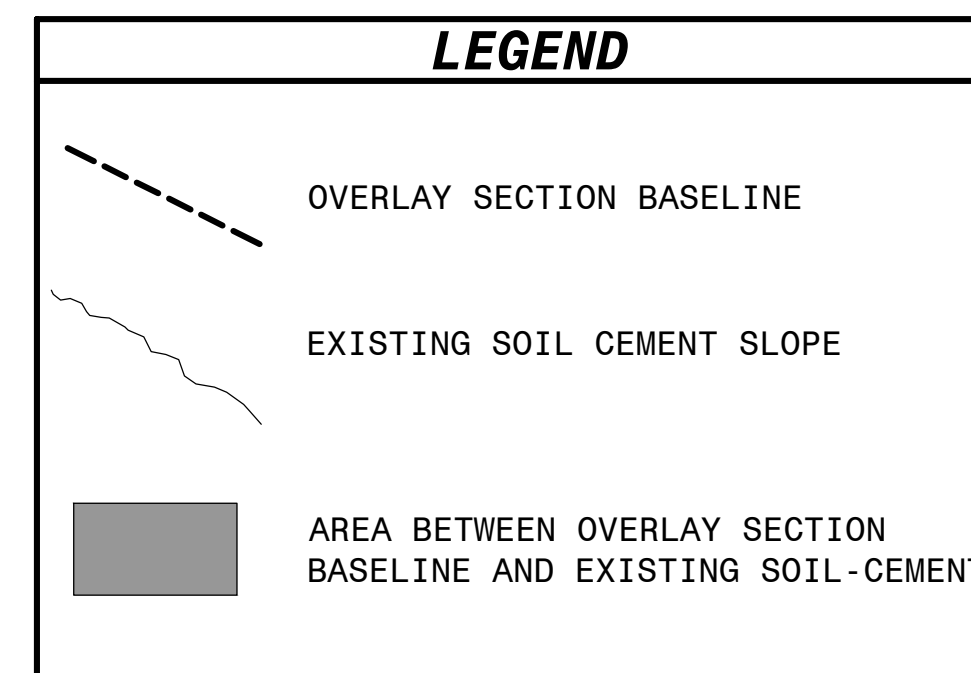 LEGEND
OVERLAY SECTION BASELINE
EXISTING SOIL CEMENT SLOPE
AREA BETWEEN OVERLAY SECTION
BASELINE AND EXISTING SOIL-CEMENT